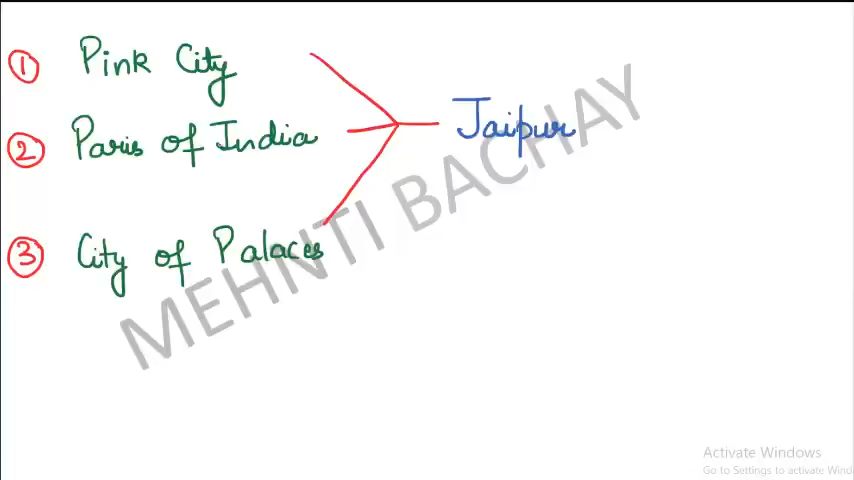 ① Pink City
② Paris of India
Jaipur
③ City of Palaces
MEHNTI BACHAY
Activate Windows
Go to Settings to activate Wind